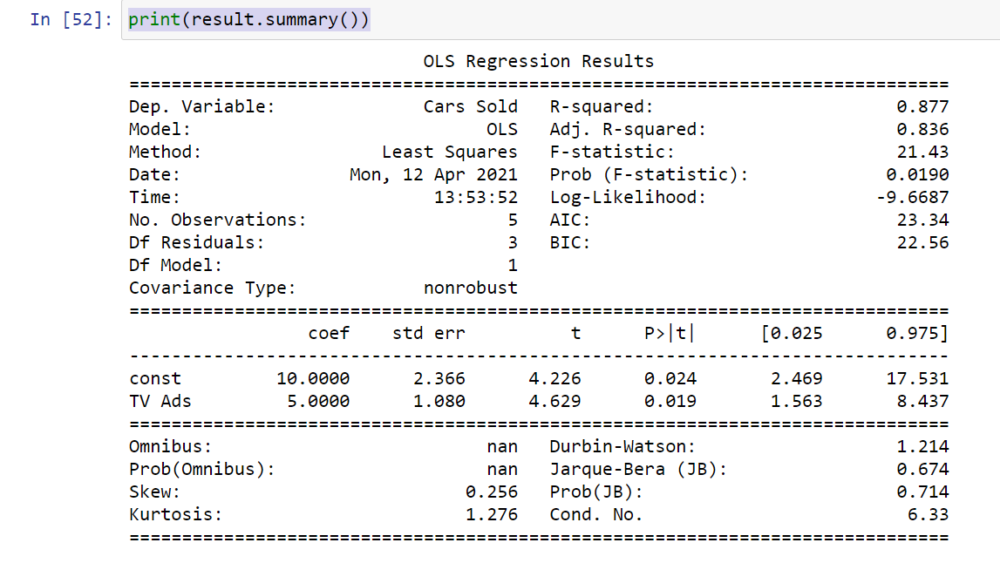 In [52]: print(result.summary())
OLS Regression Results
==============================================================================
Dep. Variable: Cars Sold R-squared: 0.877
Model: OLS Adj. R-squared: 0.836
Method: Least Squares F-statistic: 21.43
Date: Mon, 12 Apr 2021 Prob (F-statistic): 0.0190
Time: 13:53:52 Log-Likelihood: -9.6687
No. Observations: 5 AIC: 23.34
Df Residuals: 3 BIC: 22.56
Df Model: 1
Covariance Type: nonrobust
==============================================================================
coef std err t P>|t| [0.025 0.975]
------------------------------------------------------------------------------
const 10.0000 2.366 4.226 0.024 2.469 17.531
TV Ads 5.0000 1.080 4.629 0.019 1.563 8.437
==============================================================================
Omnibus: nan Durbin-Watson: 1.214
Prob(Omnibus): nan Jarque-Bera (JB): 0.674
Skew: 0.256 Prob(JB): 0.714
Kurtosis: 1.276 Cond. No. 6.33
==============================================================================